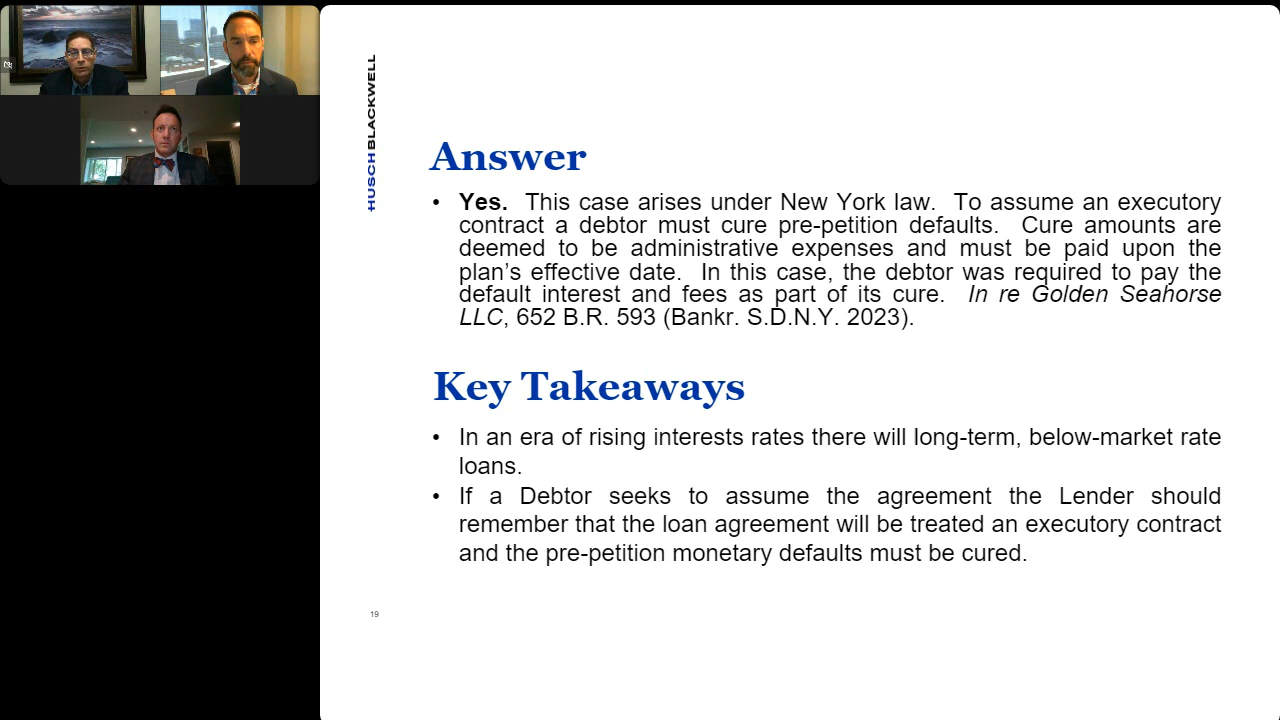 HUSCHBLACKWELL
Answer
• Yes. This case arises under New York law. To assume an executory
contract a debtor must cure pre-petition defaults. Cure amounts are
deemed to be administrative expenses and must be paid upon the
plan's effective date. In this case, the debtor was required to pay the
default interest and fees as part of its cure. In re Golden Seahorse
LLC, 652 B.R. 593 (Bankr. S.D.N.Y. 2023).
Key Takeaways
• In an era of rising interests rates there will long-term, below-market rate
loans.
• If a Debtor seeks to assume the agreement the Lender should
remember that the loan agreement will be treated an executory contract
and the pre-petition monetary defaults must be cured.
19